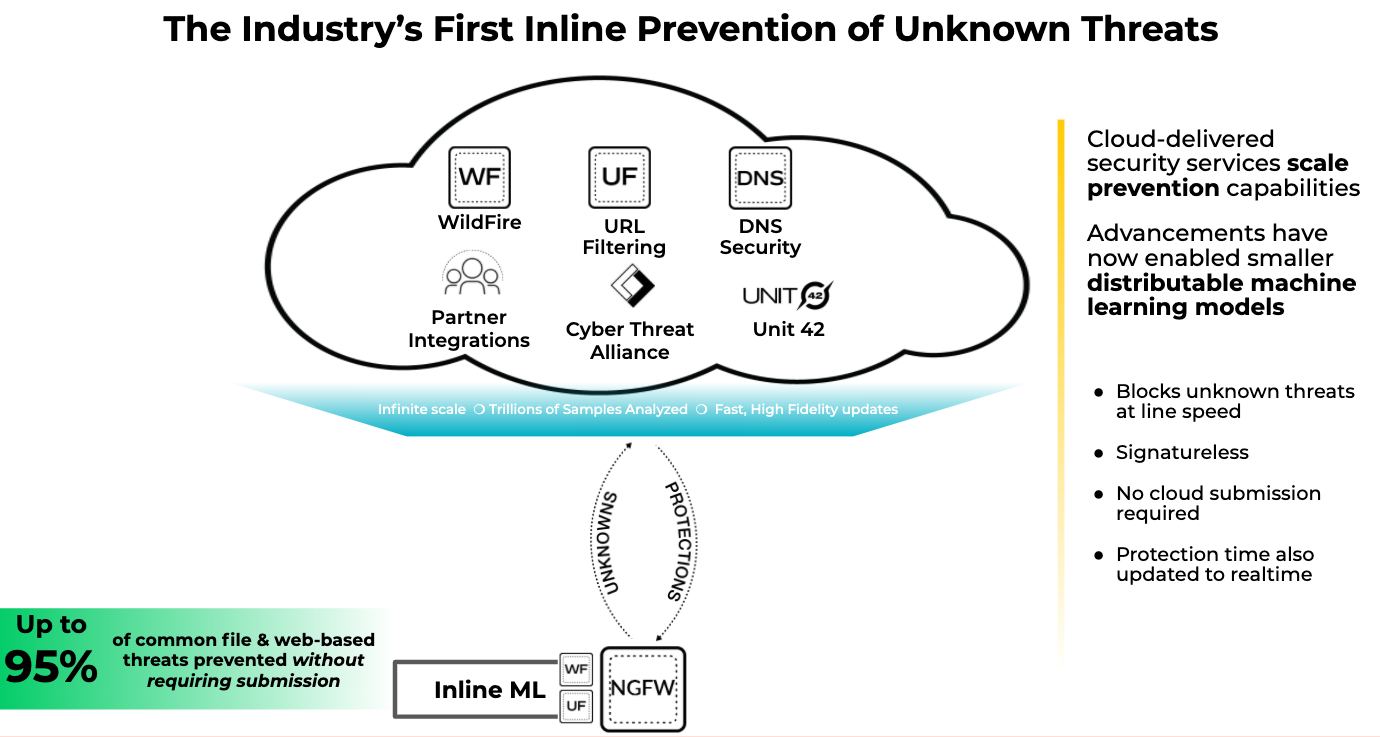 The Industry’s First Inline Prevention of Unknown Threats
WF
WildFire
UF
URL
Filtering
DNS
DNS
Security
Partner
Integrations
Cyber Threat
Alliance
UNIT 42
Unit 42
Infinite scale ❍ Trillions of Samples Analyzed ❍ Fast, High Fidelity updates
UNKNOWNS
PROTECTIONS
Up to
95%
of common file & web-based
threats prevented without
requiring submission
Inline ML
WF
UF
NGFW
Cloud-delivered
security services scale
prevention capabilities
Advancements have
now enabled smaller
distributable machine
learning models
● Blocks unknown threats
at line speed
● Signatureless
● No cloud submission
required
● Protection time also
updated to realtime